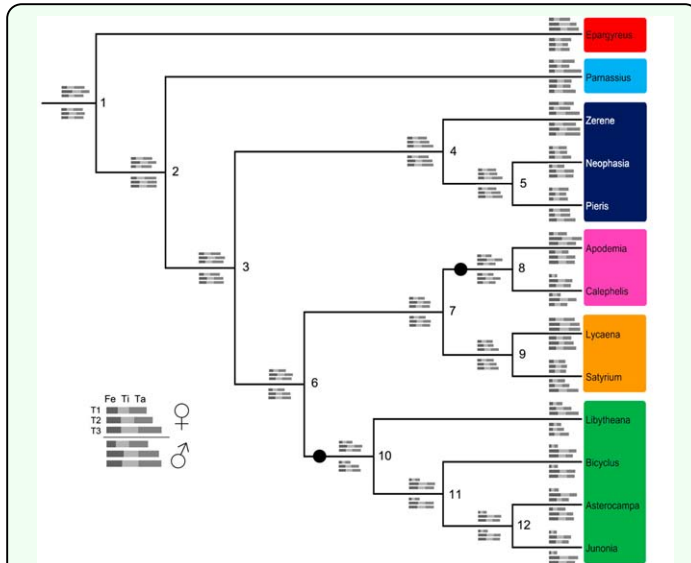 Epargyreus
1
Parnassius
2
Zerene
4
Neophasia
5
Pieris
3
Apodemia
8
Calephelis
7
Lycaena
9
Satyrium
6
Fe Ti Ta
T1
T2
T3
♀
♂
Libytheana
10
Bicyclus
11
Asterocampa
12
Junonia